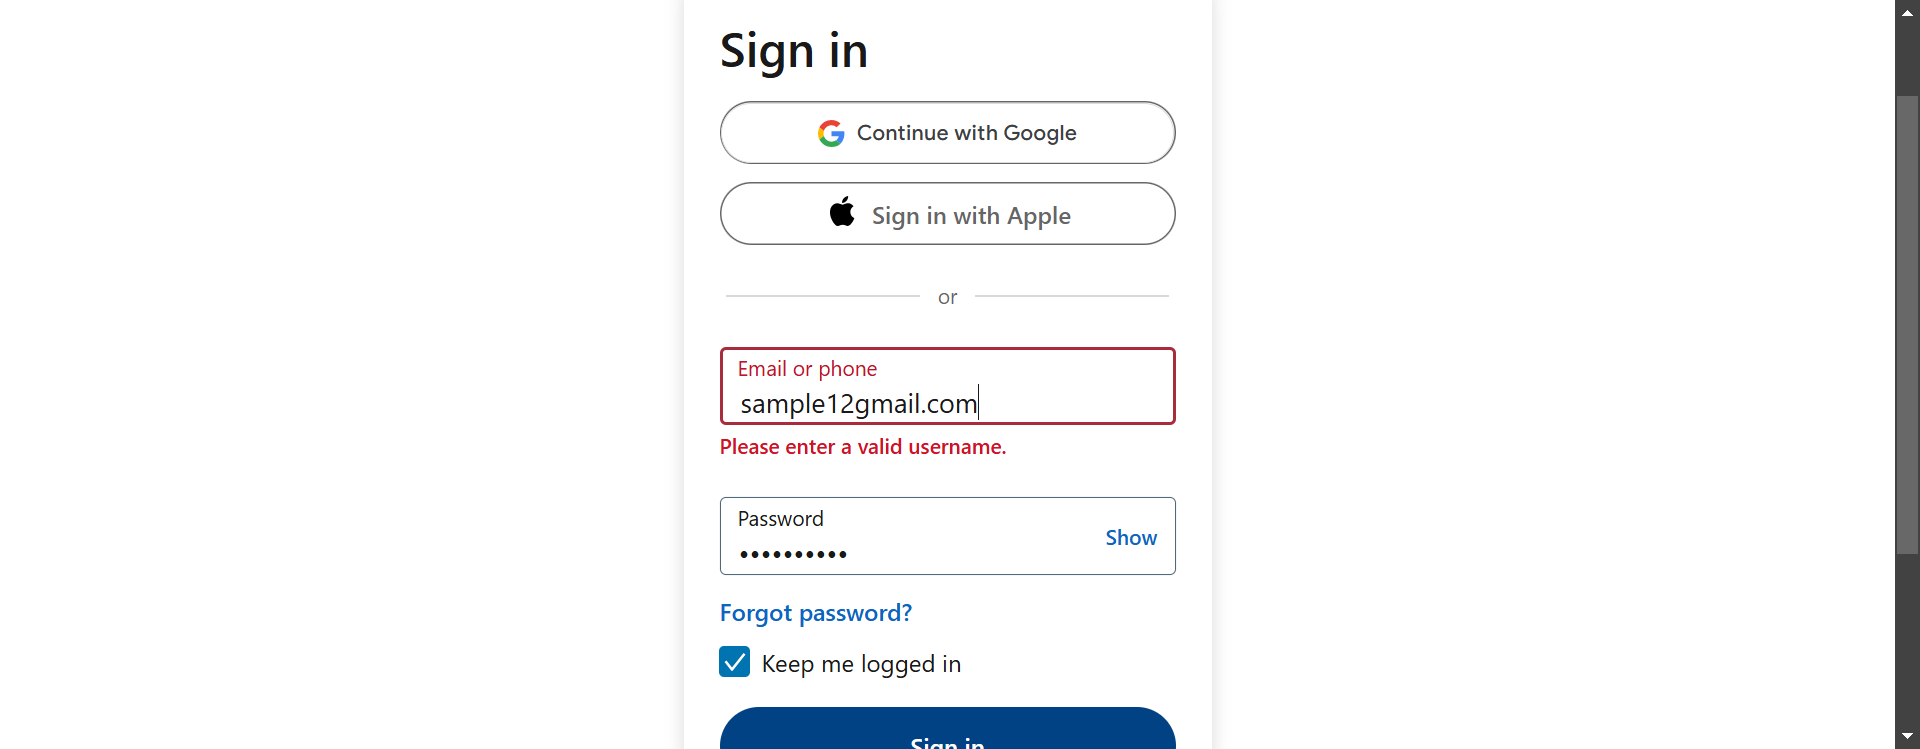 Sign in
Continue with Google
Sign in with Apple
or
Email or phone
sample12gmail.com
Please enter a valid username.
Password
••••••••••
Show
Forgot password?
Keep me logged in
Sign in